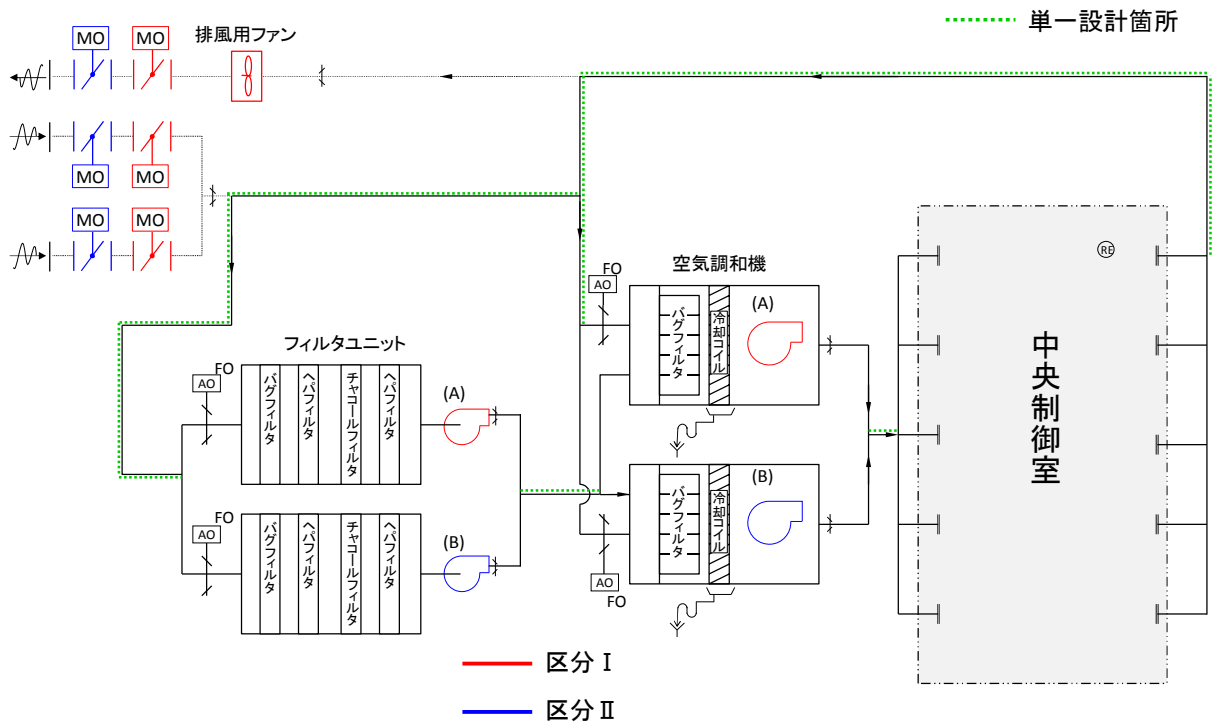 単一設計箇所
MO
MO
排風用ファン
MO
MO
MO
MO
中央制御室
RE
空気調和機
FO
AO
バグフィルタ
冷却コイル
(A)
フィルタユニット
FO
AO
バグフィルタ
ヘパフィルタ
チャコールフィルタ
ヘパフィルタ
(A)
バグフィルタ
冷却コイル
(B)
AO
FO
FO
AO
バグフィルタ
ヘパフィルタ
チャコールフィルタ
ヘパフィルタ
(B)
区分Ⅰ
区分Ⅱ